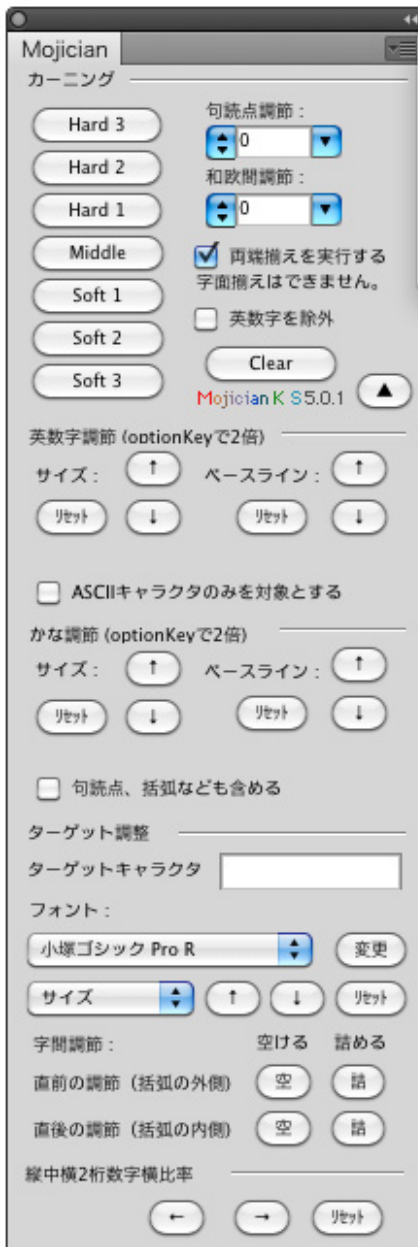 Mojician
カーニング
Hard 3
Hard 2
Hard 1
Middle
Soft 1
Soft 2
Soft 3
句読点調節：
0
和欧間調節：
0
両端揃えを実行する
字面揃えはできません。
英数字を除外
Clear
Mojician K S5.0.1
▲
英数字調節 (optionKeyで2倍)
サイズ： ↑ ベースライン： ↑
リセット ↓ リセット ↓
ASCIIキャラクタのみを対象とする
かな調節 (optionKeyで2倍)
サイズ： ↑ ベースライン： ↑
リセット ↓ リセット ↓
句読点、括弧なども含める
ターゲット調整
ターゲットキャラクタ
フォント：
小塚ゴシック Pro R 変更
サイズ ↑ ↓ リセット
字間調節： 空ける 詰める
直前の調節（括弧の外側） 空 詰
直後の調節（括弧の内側） 空 詰
縦中横2桁数字横比率
← → リセット